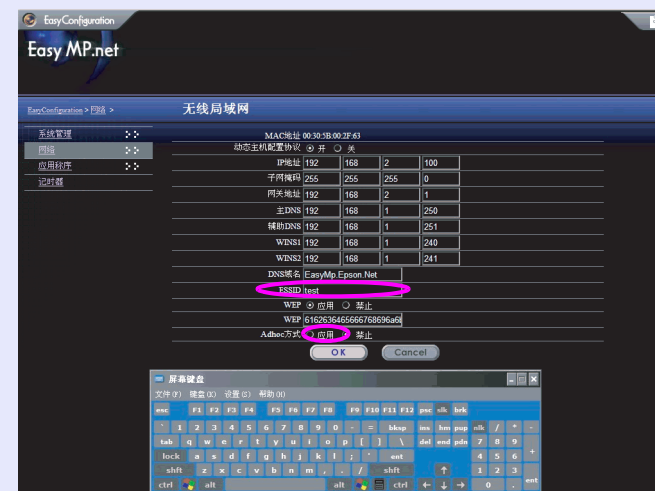 EasyConfiguration
Easy MP.net
EasyConfiguration > 网络 >
无线局域网
系统管理
网络
应用程序
记时器
MAC地址 00:30:5B:00:2F:63
动态主机配置协议 开 关
IP地址 192 168 2 100
子网掩码 255 255 255 0
网关地址 192 168 2 1
主DNS 192 168 1 250
辅助DNS 192 168 1 251
WINS1 192 168 1 240
WINS2 192 168 1 241
DNS域名 EasyMp.Epson.Net
ESSID test
WEP 应用 禁止
WEP 6162636465666768696a6
Adhoc方式 应用 禁止
OK Cancel
屏幕键盘
文件(F) 键盘(K) 设置(S) 帮助(H)
esc F1 F2 F3 F4 F5 F6 F7 F8 F9 F10 F11 F12 psc slk brk
` 1 2 3 4 5 6 7 8 9 0 - = bksp ins hm pup nlk / * -
tab q w e r t y u i o p [ ] \ del end pdn 7 8 9 +
lock a s d f g h j k l ; ' ent 4 5 6
shft z x c v b n m , . / shft ↑ 1 2 3 ent
ctrl alt alt ctrl ← ↓ → 0 .